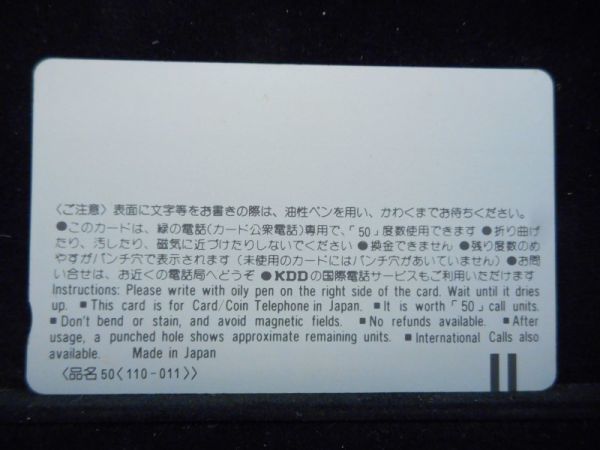 〈ご注意〉表面に文字等をお書きの際は、油性ペンを用い、かわくまでお待ちください。
●このカードは、緑の電話(カード公衆電話)専用で、「50」度数使用できます●折り曲げ
たり、汚したり、磁気に近づけたりしないでください●換金できません●残り度数のめ
やすがパンチ穴で表示されます(未使用のカードにはパンチ穴があいていません)●お問
い合せは、お近くの電話局へどうぞ●KDDの国際電話サービスもご利用いただけます
Instructions: Please write with oily pen on the right side of the card. Wait until it dries
up. ■This card is for Card/Coin Telephone in Japan. ■It is worth「50」call units.
■Don't bend or stain, and avoid magnetic fields. ■No refunds available. ■After
usage, a punched hole shows approximate remaining units. ■International Calls also
available. Made in Japan
〈品名50〈110-011〉〉